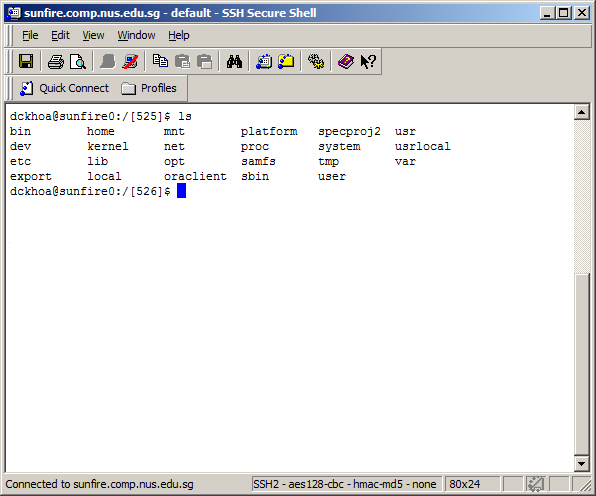 sunfire.comp.nus.edu.sg - default - SSH Secure Shell
File Edit View Window Help
Quick Connect Profiles
dckhoa@sunfire0:/[525]$ ls
bin home mnt platform specproj2 usr
dev kernel net proc system usrlocal
etc lib opt samfs tmp var
export local oraclient sbin user
dckhoa@sunfire0:/[526]$
Connected to sunfire.comp.nus.edu.sg SSH2 - aes128-cbc - hmac-md5 - none 80x24